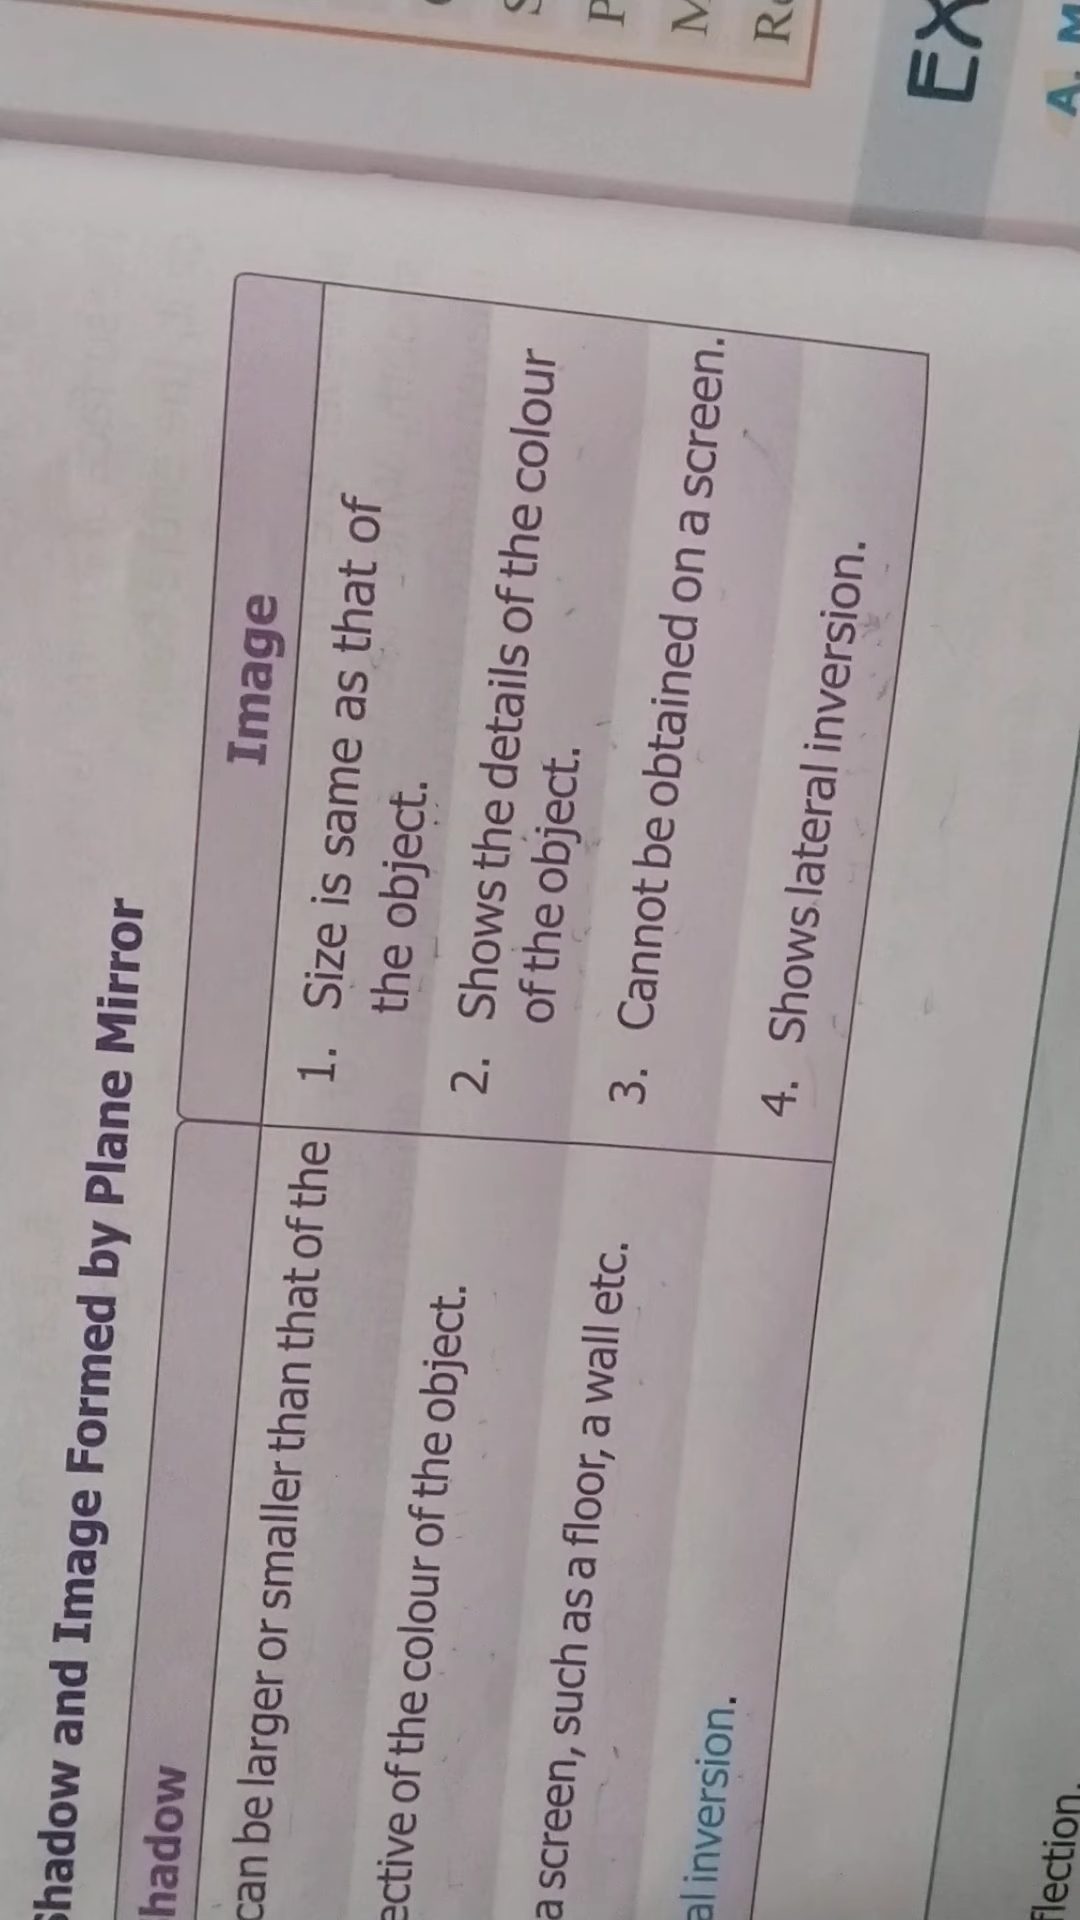 Shadow and Image Formed by Plane Mirror
hadow
Image
can be larger or smaller than that of the
ective of the colour of the object.
a screen, such as a floor, a wall etc.
al inversion.
1. Size is same as that of
the object.
2. Shows the details of the colour
of the object.
3. Cannot be obtained on a screen.
4. Shows lateral inversion.
flection.
P
M
R
EX
A. M